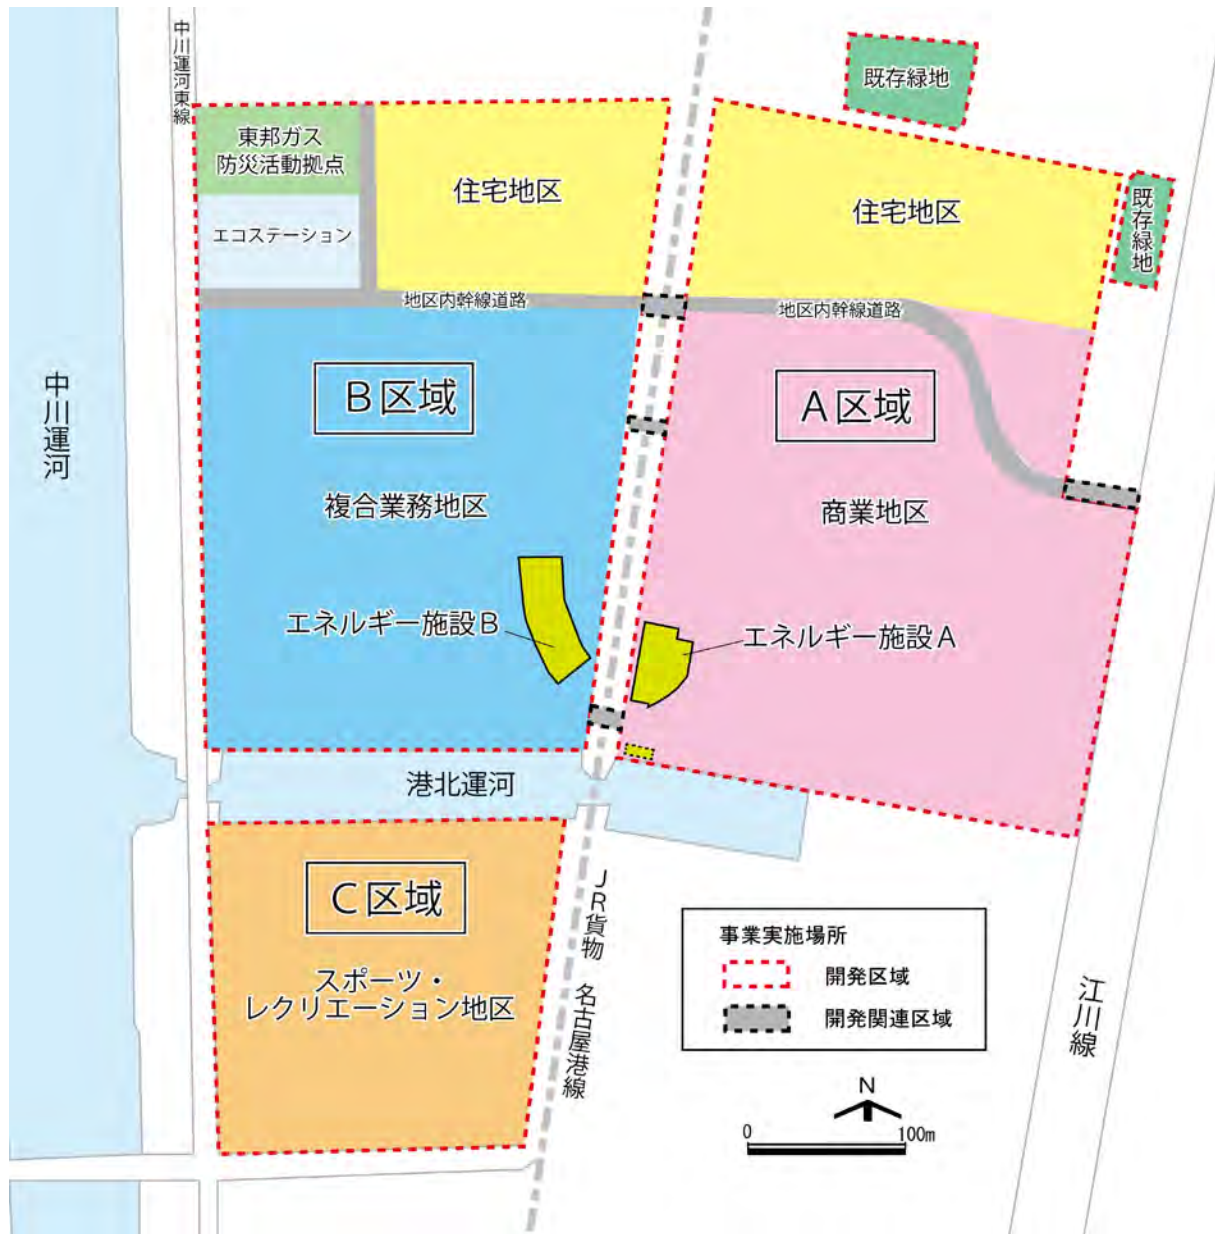 中川運河東線
既存緑地
東邦ガス
防災活動拠点
住宅地区
住宅地区
既存緑地
エコステーション
地区内幹線道路
地区内幹線道路
中川運河
B区域
A区域
複合業務地区
商業地区
エネルギー施設B
エネルギー施設A
港北運河
C区域
スポーツ・
レクリエーション地区
JR貨物 名古屋港線
事業実施場所
開発区域
開発関連区域
江川線
N
0 100m